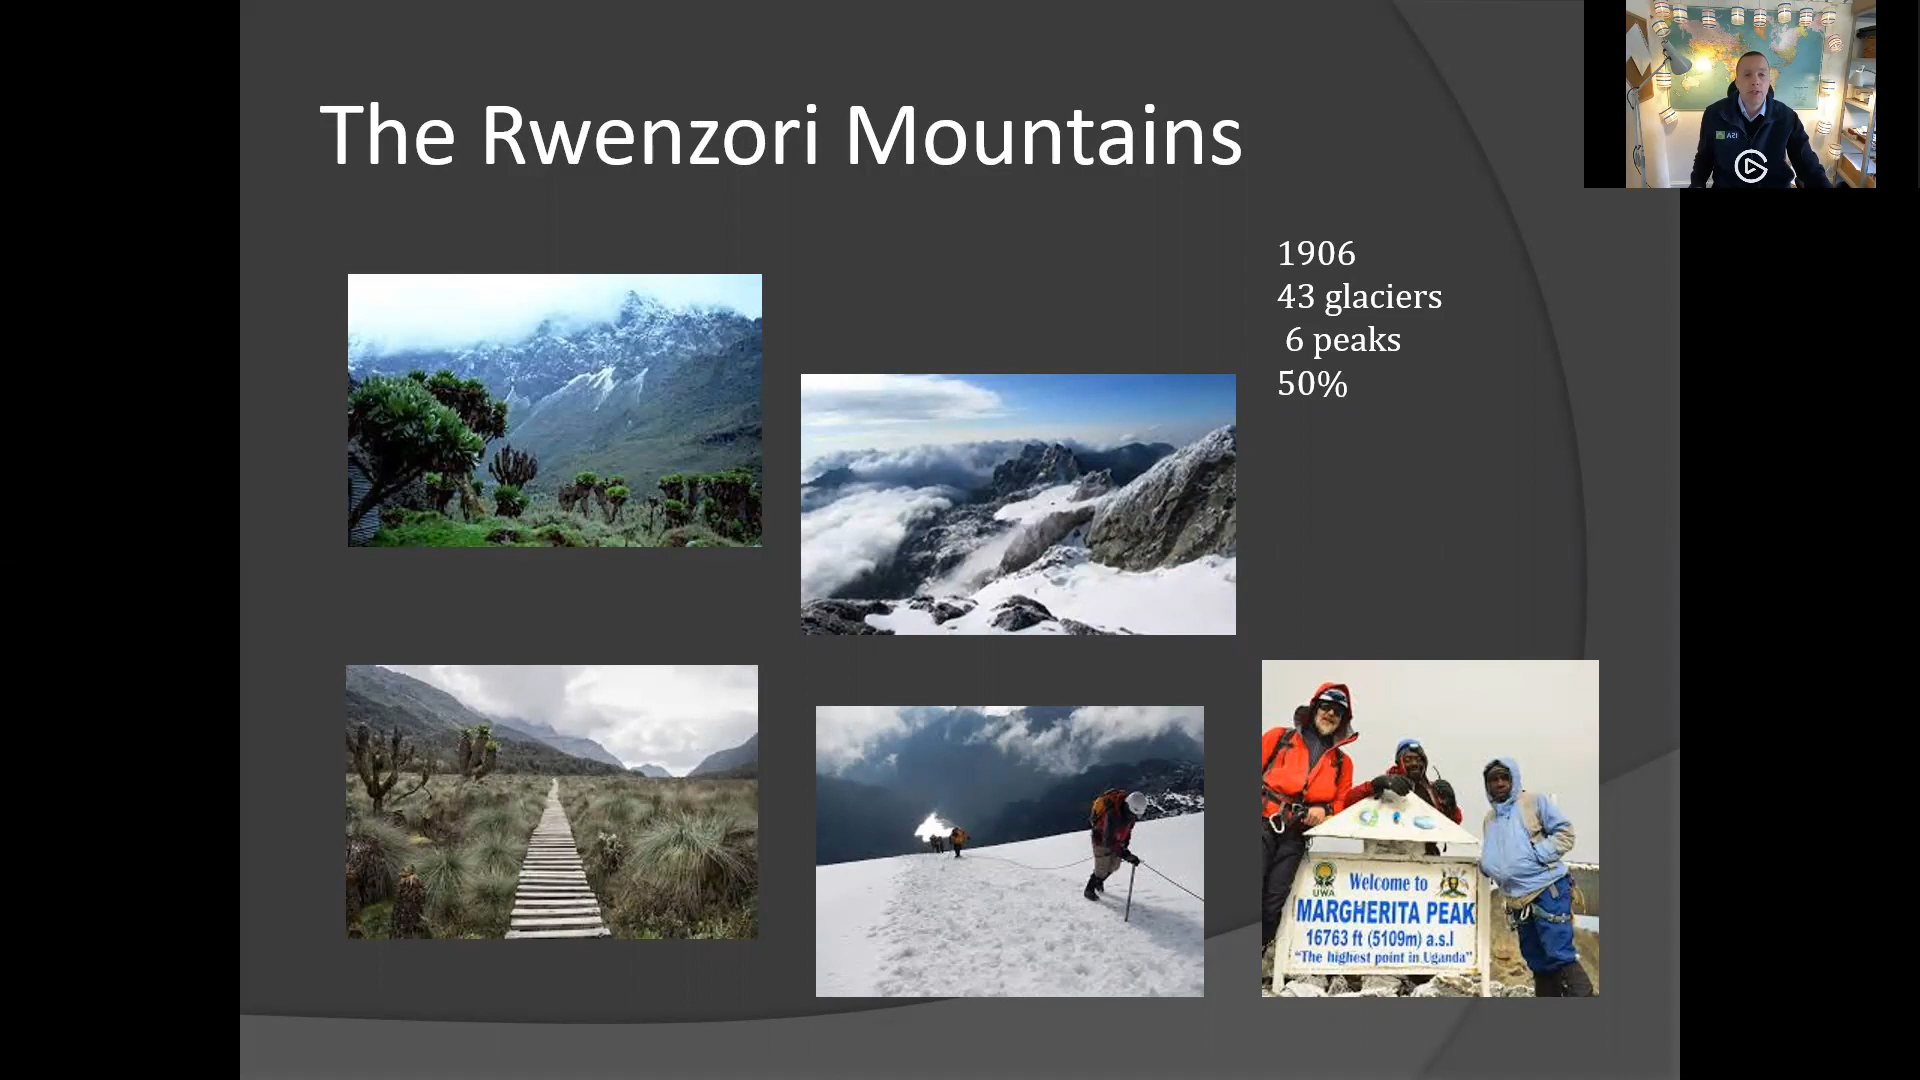 The Rwenzori Mountains
1906
43 glaciers
6 peaks
50%
UWA
Welcome to
MARGHERITA PEAK
16763 ft (5109m) a.s.l
"The highest point in Uganda"